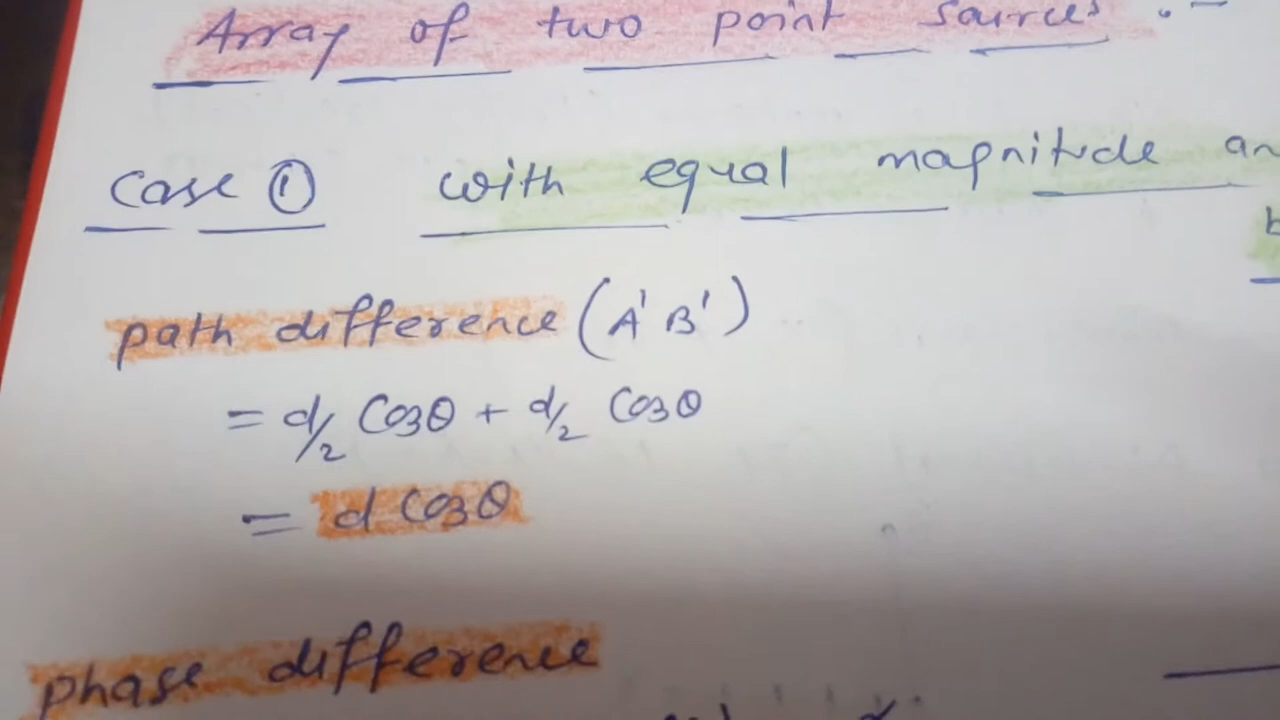 Array of two point sources :-
Case ① with equal magnitude an
path difference (A'B')
= d/2 Cosθ + d/2 Cosθ
= d Cosθ
phase difference